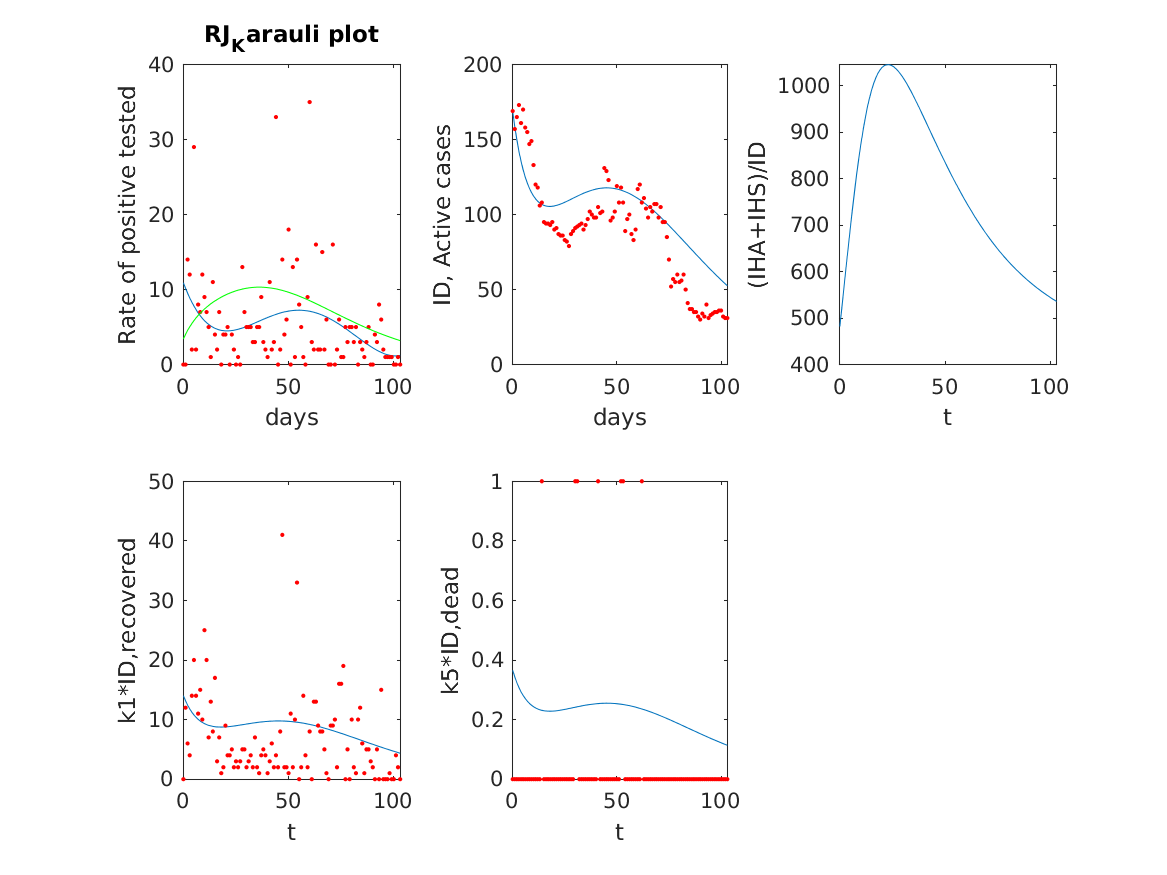 RJKarauli plot
Rate of positive tested
40
30
20
10
0
0 50 100
days
ID, Active cases
200
150
100
50
0
0 50 100
days
(IHA+IHS)/ID
1000
900
800
700
600
500
400
0 50 100
t
k1*ID,recovered
50
40
30
20
10
0
0 50 100
t
k5*ID,dead
1
0.8
0.6
0.4
0.2
0
0 50 100
t